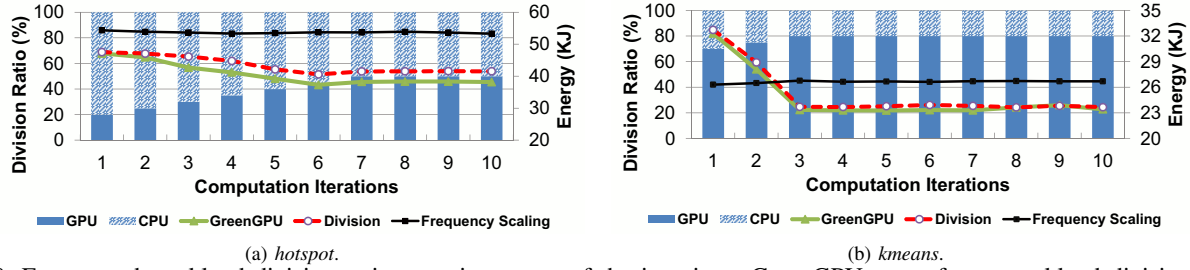 Division Ratio (%)
100
80
60
40
20
0
60
50
40
30
20
Energy (KJ)
1 2 3 4 5 6 7 8 9 10
Computation Iterations
GPU CPU GreenGPU Division Frequency Scaling
(a) hotspot.
Division Ratio (%)
100
80
60
40
20
0
35
32
29
26
23
20
Energy (KJ)
1 2 3 4 5 6 7 8 9 10
Computation Iterations
GPU CPU GreenGPU Division Frequency Scaling
(b) kmeans.